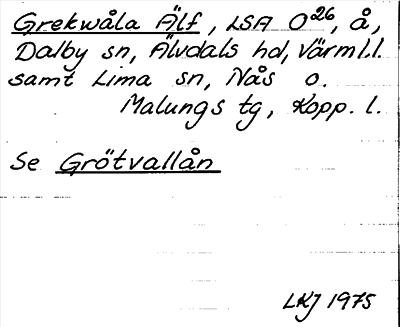 Grekwåla Älf, LSA O26, å,
Dalby sn, Älvdals hd, Värml.l.
samt Lima sn, Nås o.
Malungs tg, Kopp. l.
Se Grötvallån
LKJ 1975